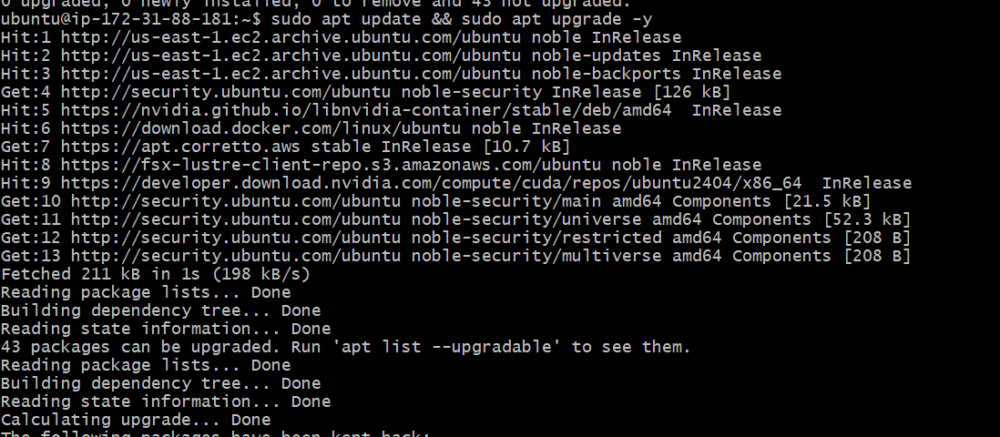 0 upgraded, 0 newly installed, 0 to remove and 43 not upgraded.
ubuntu@ip-172-31-88-181:~$ sudo apt update && sudo apt upgrade -y
Hit:1 http://us-east-1.ec2.archive.ubuntu.com/ubuntu noble InRelease
Hit:2 http://us-east-1.ec2.archive.ubuntu.com/ubuntu noble-updates InRelease
Hit:3 http://us-east-1.ec2.archive.ubuntu.com/ubuntu noble-backports InRelease
Get:4 http://security.ubuntu.com/ubuntu noble-security InRelease [126 kB]
Hit:5 https://nvidia.github.io/libnvidia-container/stable/deb/amd64  InRelease
Hit:6 https://download.docker.com/linux/ubuntu noble InRelease
Get:7 https://apt.corretto.aws stable InRelease [10.7 kB]
Hit:8 https://fsx-lustre-client-repo.s3.amazonaws.com/ubuntu noble InRelease
Hit:9 https://developer.download.nvidia.com/compute/cuda/repos/ubuntu2404/x86_64  InRelease
Get:10 http://security.ubuntu.com/ubuntu noble-security/main amd64 Components [21.5 kB]
Get:11 http://security.ubuntu.com/ubuntu noble-security/universe amd64 Components [52.3 kB]
Get:12 http://security.ubuntu.com/ubuntu noble-security/restricted amd64 Components [208 B]
Get:13 http://security.ubuntu.com/ubuntu noble-security/multiverse amd64 Components [208 B]
Fetched 211 kB in 1s (198 kB/s)
Reading package lists... Done
Building dependency tree... Done
Reading state information... Done
43 packages can be upgraded. Run 'apt list --upgradable' to see them.
Reading package lists... Done
Building dependency tree... Done
Reading state information... Done
Calculating upgrade... Done
The following packages have been kept back: